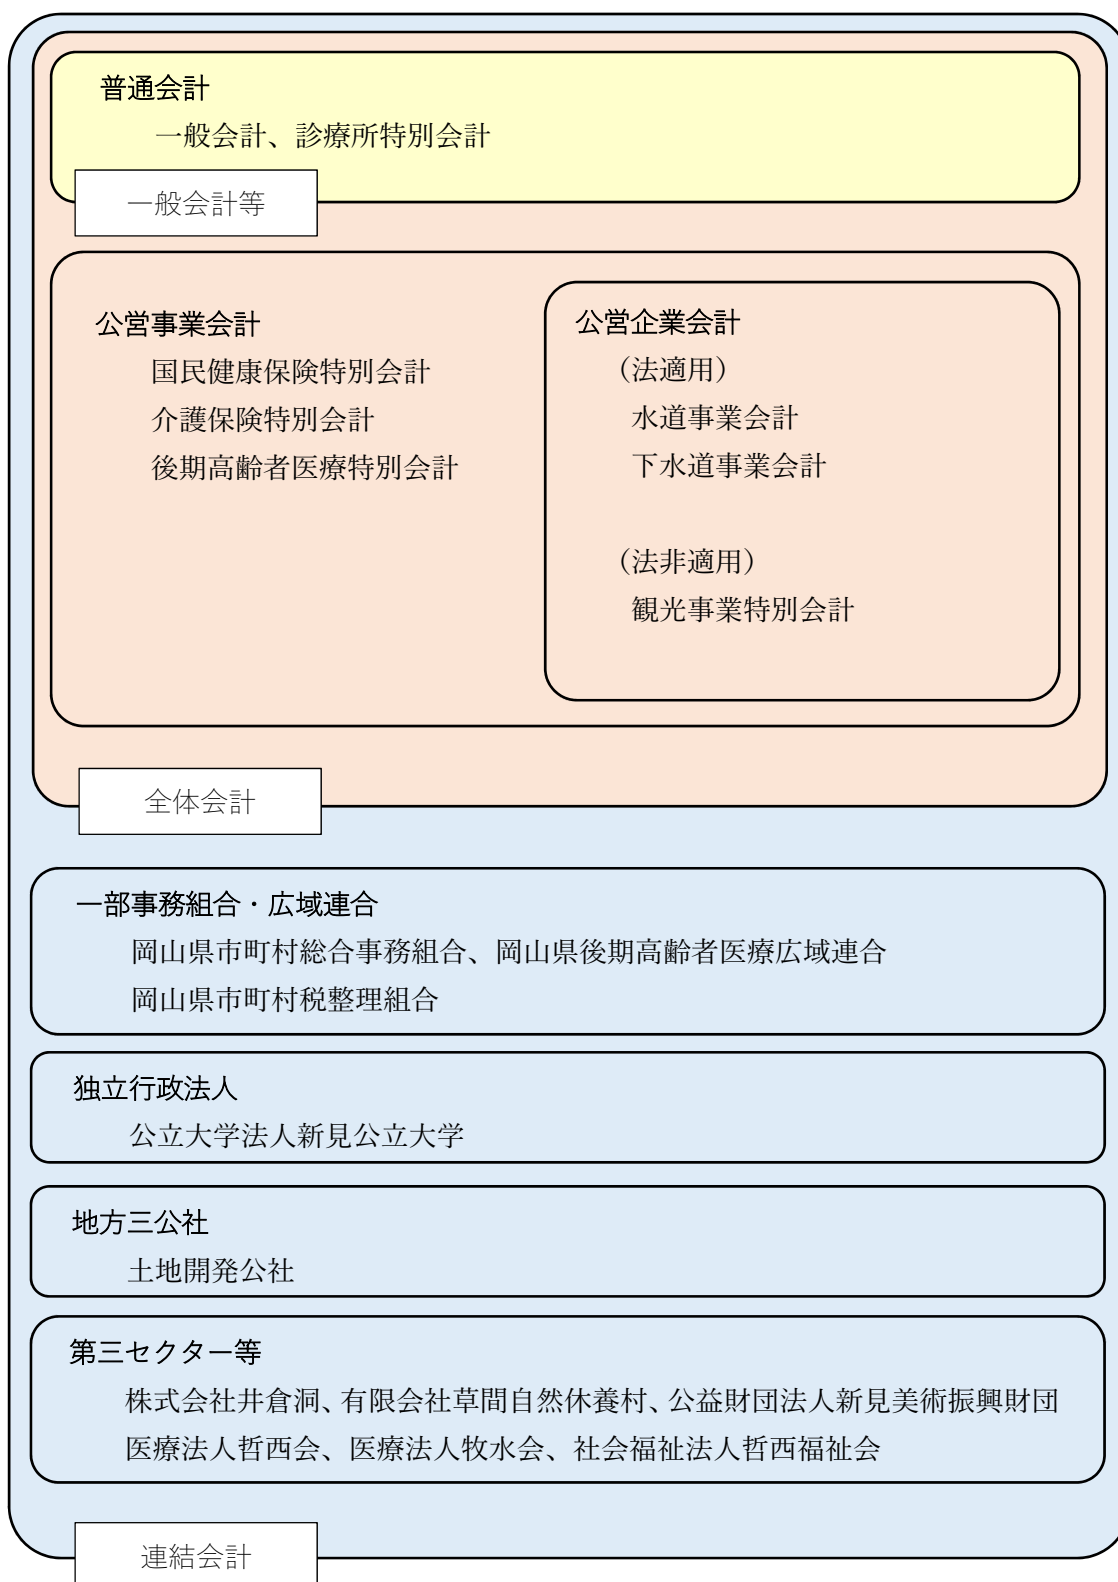 普通会計
一般会計、診療所特別会計
一般会計等
公営事業会計
国民健康保険特別会計
介護保険特別会計
後期高齢者医療特別会計
公営企業会計
（法適用）
水道事業会計
下水道事業会計
（法非適用）
観光事業特別会計
全体会計
一部事務組合・広域連合
岡山県市町村総合事務組合、岡山県後期高齢者医療広域連合
岡山県市町村税整理組合
独立行政法人
公立大学法人新見公立大学
地方三公社
土地開発公社
第三セクター等
株式会社井倉洞、有限会社草間自然休養村、公益財団法人新見美術振興財団
医療法人哲西会、医療法人牧水会、社会福祉法人哲西福祉会
連結会計